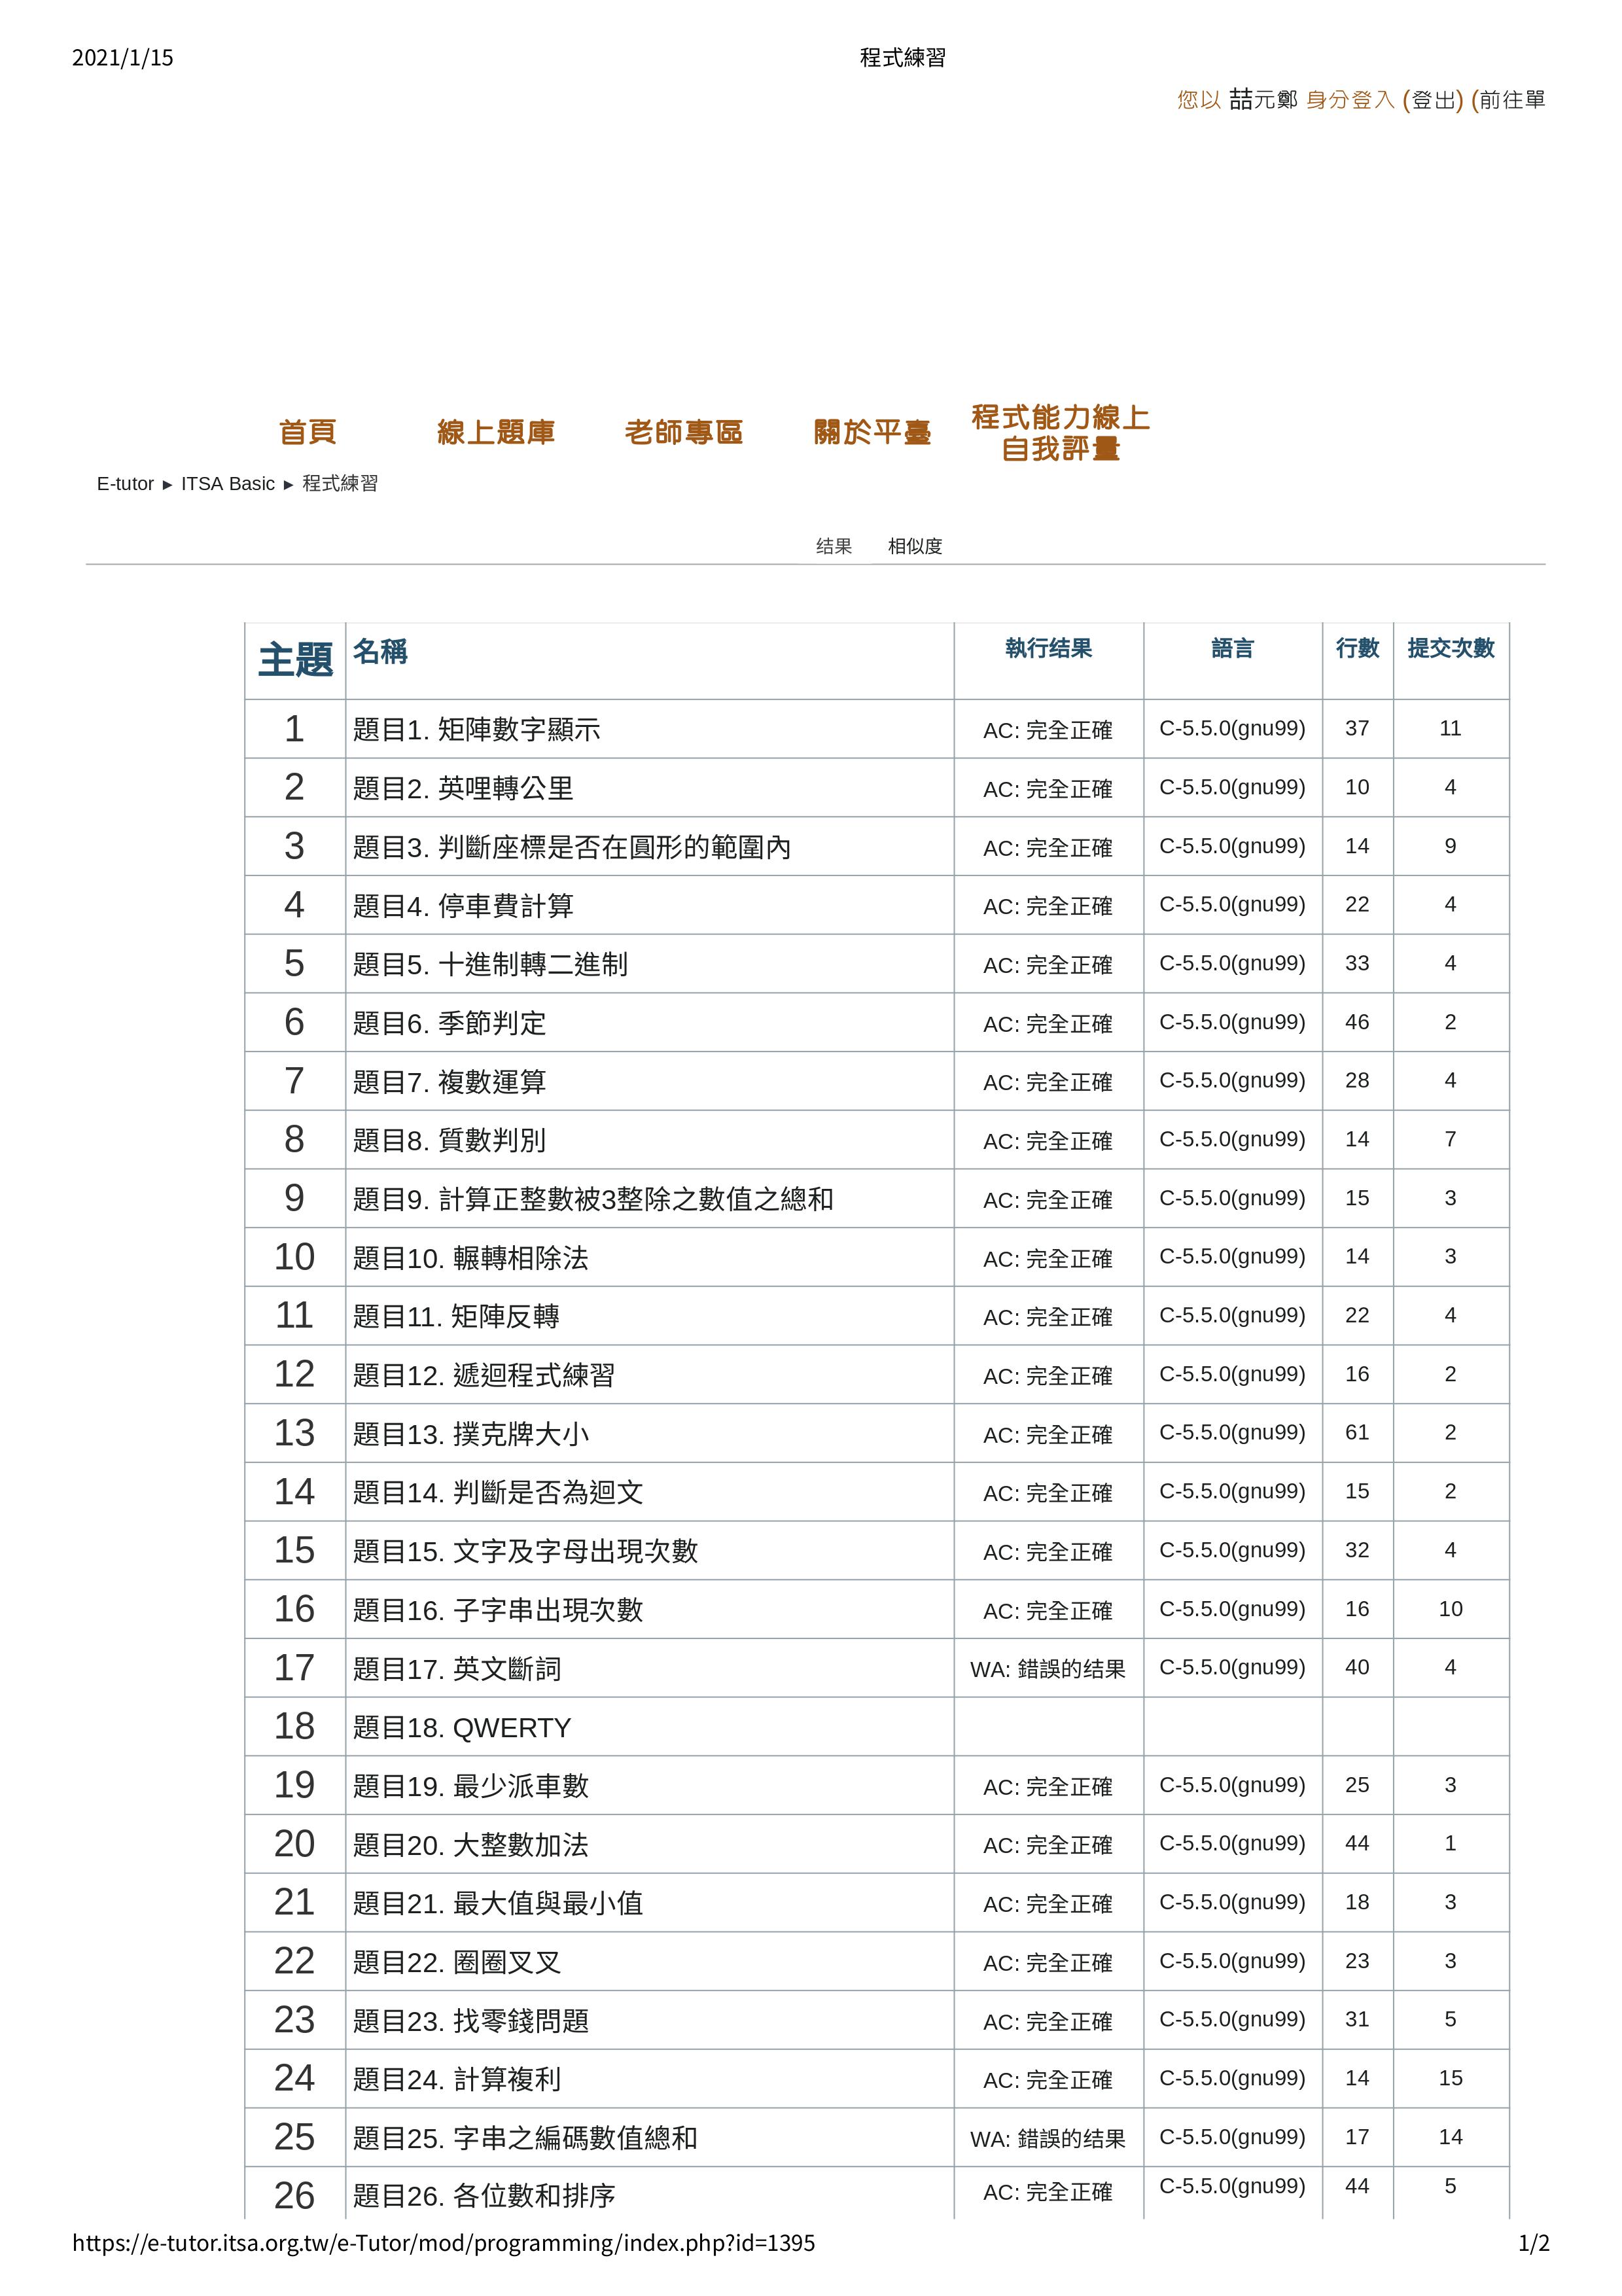 2021/1/15 程式練習
您以 喆元鄭 身分登入 (登出) (前往單
首頁 線上題庫 老師專區 關於平臺 程式能力線上
自我評量
E-tutor ► ITSA Basic ► 程式練習
结果 相似度
主題 名稱 執行结果 語言 行數 提交次數
1 題目1. 矩陣數字顯示 AC: 完全正確 C-5.5.0(gnu99) 37 11
2 題目2. 英哩轉公里 AC: 完全正確 C-5.5.0(gnu99) 10 4
3 題目3. 判斷座標是否在圓形的範圍內 AC: 完全正確 C-5.5.0(gnu99) 14 9
4 題目4. 停車費計算 AC: 完全正確 C-5.5.0(gnu99) 22 4
5 題目5. 十進制轉二進制 AC: 完全正確 C-5.5.0(gnu99) 33 4
6 題目6. 季節判定 AC: 完全正確 C-5.5.0(gnu99) 46 2
7 題目7. 複數運算 AC: 完全正確 C-5.5.0(gnu99) 28 4
8 題目8. 質數判別 AC: 完全正確 C-5.5.0(gnu99) 14 7
9 題目9. 計算正整數被3整除之數值之總和 AC: 完全正確 C-5.5.0(gnu99) 15 3
10 題目10. 輾轉相除法 AC: 完全正確 C-5.5.0(gnu99) 14 3
11 題目11. 矩陣反轉 AC: 完全正確 C-5.5.0(gnu99) 22 4
12 題目12. 遞迴程式練習 AC: 完全正確 C-5.5.0(gnu99) 16 2
13 題目13. 撲克牌大小 AC: 完全正確 C-5.5.0(gnu99) 61 2
14 題目14. 判斷是否為迴文 AC: 完全正確 C-5.5.0(gnu99) 15 2
15 題目15. 文字及字母出現次數 AC: 完全正確 C-5.5.0(gnu99) 32 4
16 題目16. 子字串出現次數 AC: 完全正確 C-5.5.0(gnu99) 16 10
17 題目17. 英文斷詞 WA: 錯誤的结果 C-5.5.0(gnu99) 40 4
18 題目18. QWERTY
19 題目19. 最少派車數 AC: 完全正確 C-5.5.0(gnu99) 25 3
20 題目20. 大整數加法 AC: 完全正確 C-5.5.0(gnu99) 44 1
21 題目21. 最大值與最小值 AC: 完全正確 C-5.5.0(gnu99) 18 3
22 題目22. 圈圈叉叉 AC: 完全正確 C-5.5.0(gnu99) 23 3
23 題目23. 找零錢問題 AC: 完全正確 C-5.5.0(gnu99) 31 5
24 題目24. 計算複利 AC: 完全正確 C-5.5.0(gnu99) 14 15
25 題目25. 字串之編碼數值總和 WA: 錯誤的结果 C-5.5.0(gnu99) 17 14
26 題目26. 各位數和排序 AC: 完全正確 C-5.5.0(gnu99) 44 5
https://e-tutor.itsa.org.tw/e-Tutor/mod/programming/index.php?id=1395 1/2